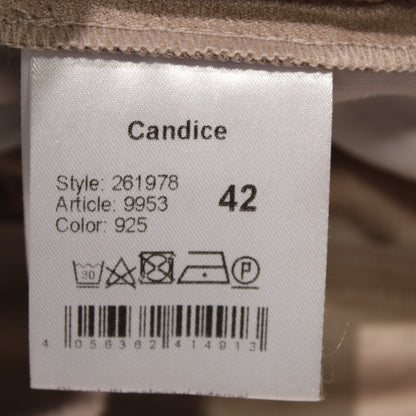 Candice
Style: 261978
Article: 9953
Color: 925
42
30
P
4 056362 414913